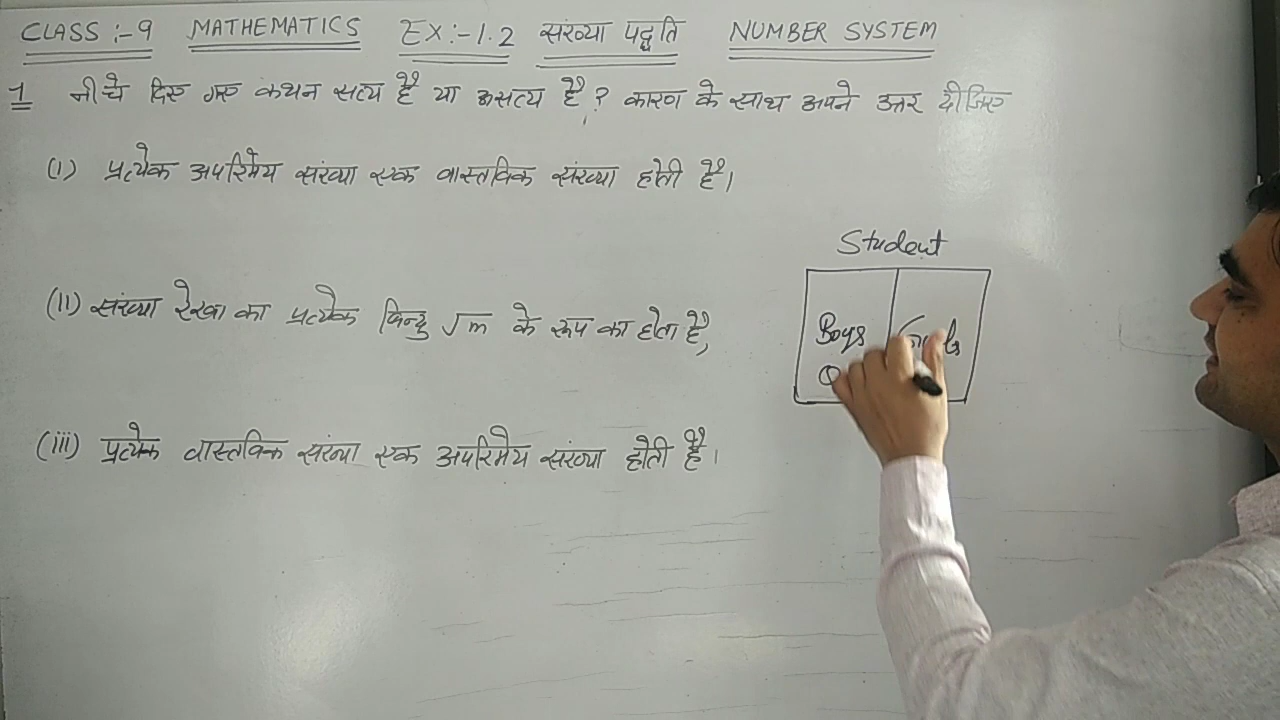 CLASS :- 9 MATHEMATICS EX:-1.2 संख्या पद्धति NUMBER SYSTEM
1 नीचे दिए गए कथन सत्य हैं या असत्य हैं? कारण के साथ अपने उत्तर दीजिए
(i) प्रत्येक अपरिमेय संख्या एक वास्तविक संख्या होती है।
Student
(ii) संख्या रेखा का प्रत्येक बिन्दु √m के रूप का होता है,
Boys
(iii) प्रत्येक वास्तविक संख्या एक अपरिमेय संख्या होती है।